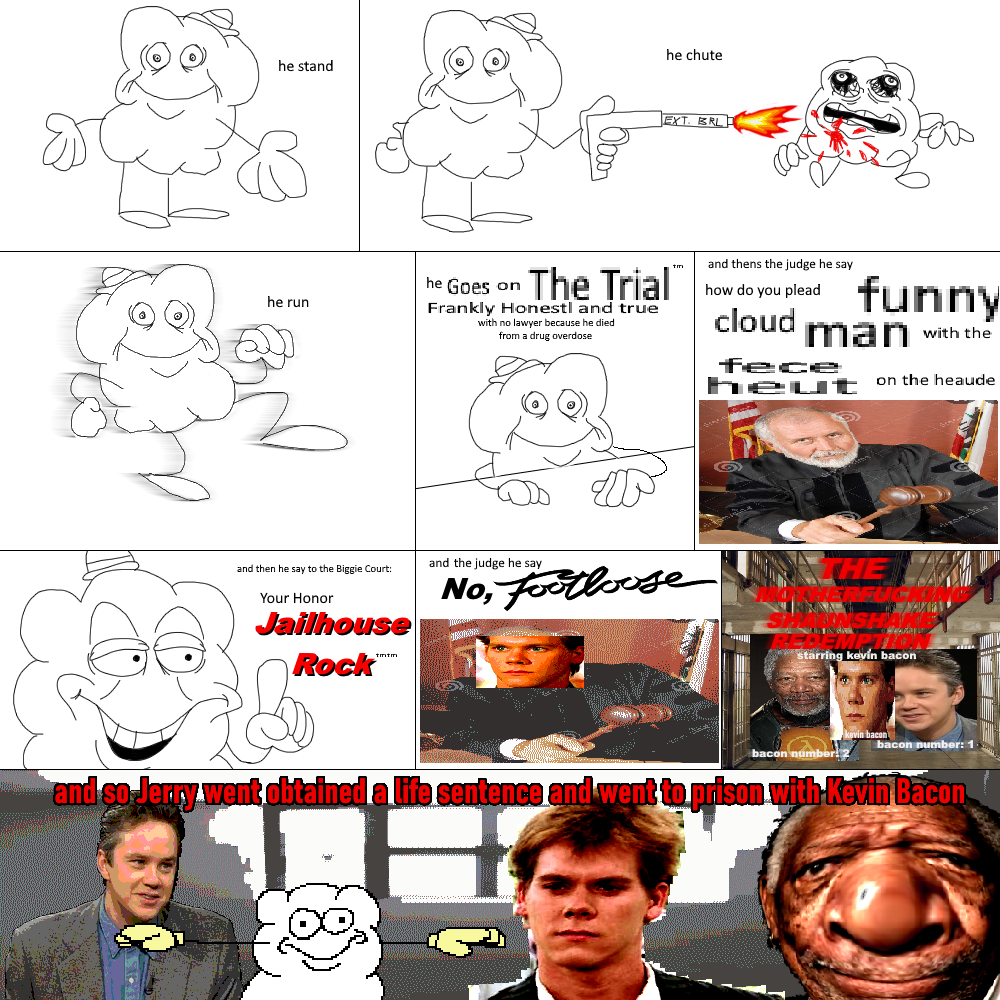 he stand
he chute
EXT. BRL
he run
he Goes on The Trial™
Frankly Honestl and true
with no lawyer because he died
from a drug overdose
and thens the judge he say
how do you plead funny
cloud man with the
fece
heut on the heaude
and then he say to the Biggie Court:
Your Honor
Jailhouse
Rock™™
and the judge he say
No, Footloose
THE
MOTHERFUCKING
SHAUNSHAKE
REDEMPTION
starring kevin bacon
kevin bacon
bacon number: 2
bacon number: 1
and so Jerry went obtained a life sentence and went to prison with Kevin Bacon